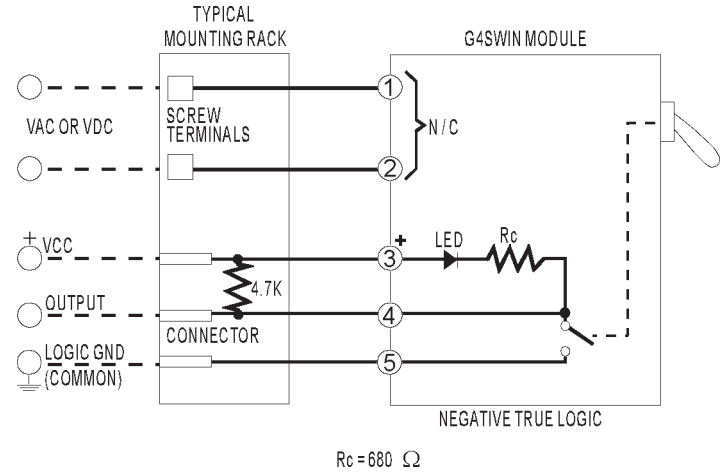 TYPICAL
MOUNTING RACK
G4SWIN MODULE
1
SCREW
TERMINALS
VAC OR VDC
N/C
2
+
VCC
+
LED
Rc
3
4.7K
OUTPUT
4
CONNECTOR
LOGIC GND
(COMMON)
5
NEGATIVE TRUE LOGIC
Rc = 680 Ω